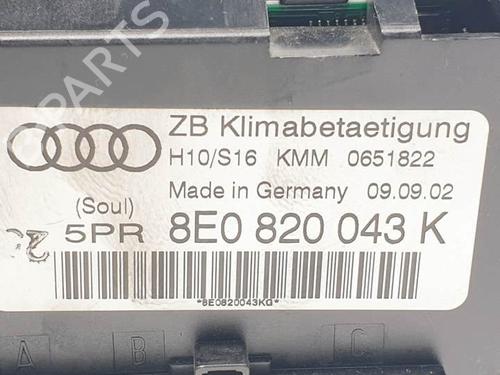 ZB Klimabetaetigung
H10/S16 KMM 0651822
Made in Germany 09.09.02
(Soul)
5PR 8E0 820 043 K
*8E0820043KG*
A B C
PARTS